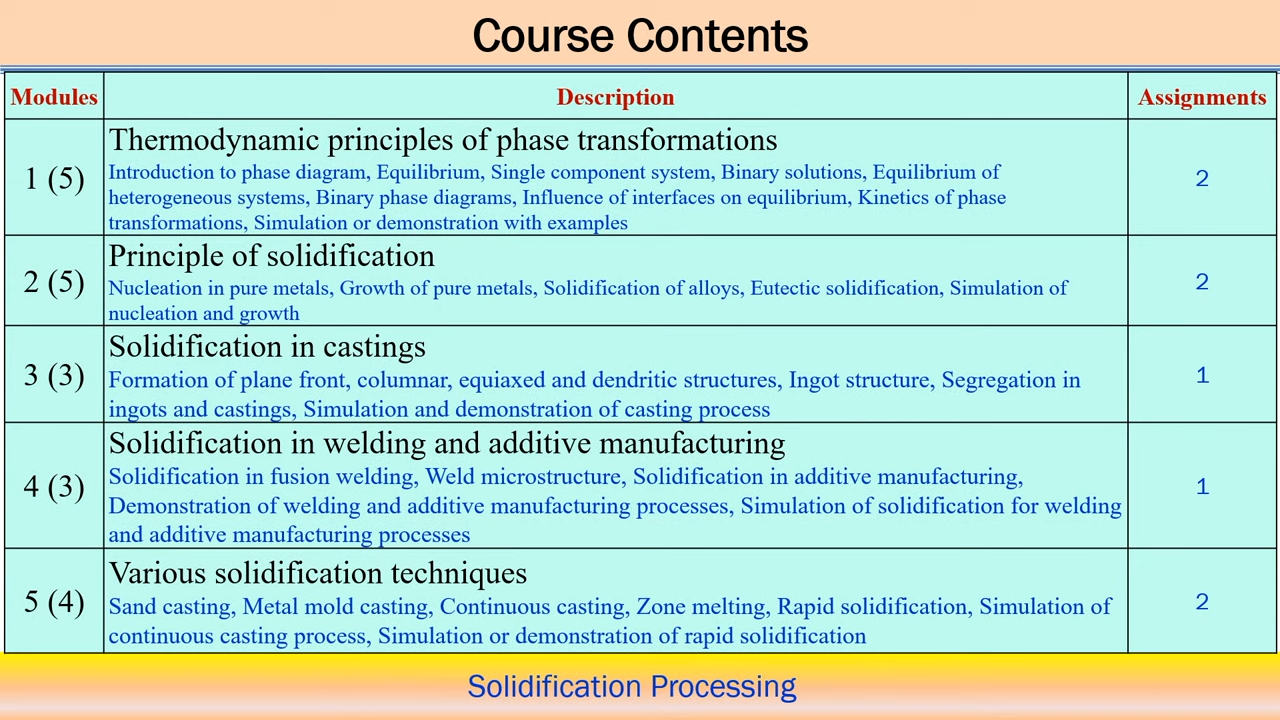 Course Contents
Modules Description Assignments
1 (5)
Thermodynamic principles of phase transformations
Introduction to phase diagram, Equilibrium, Single component system, Binary solutions, Equilibrium of
heterogeneous systems, Binary phase diagrams, Influence of interfaces on equilibrium, Kinetics of phase
transformations, Simulation or demonstration with examples
2
2 (5)
Principle of solidification
Nucleation in pure metals, Growth of pure metals, Solidification of alloys, Eutectic solidification, Simulation of
nucleation and growth
2
3 (3)
Solidification in castings
Formation of plane front, columnar, equiaxed and dendritic structures, Ingot structure, Segregation in
ingots and castings, Simulation and demonstration of casting process
1
4 (3)
Solidification in welding and additive manufacturing
Solidification in fusion welding, Weld microstructure, Solidification in additive manufacturing,
Demonstration of welding and additive manufacturing processes, Simulation of solidification for welding
and additive manufacturing processes
1
5 (4)
Various solidification techniques
Sand casting, Metal mold casting, Continuous casting, Zone melting, Rapid solidification, Simulation of
continuous casting process, Simulation or demonstration of rapid solidification
2
Solidification Processing